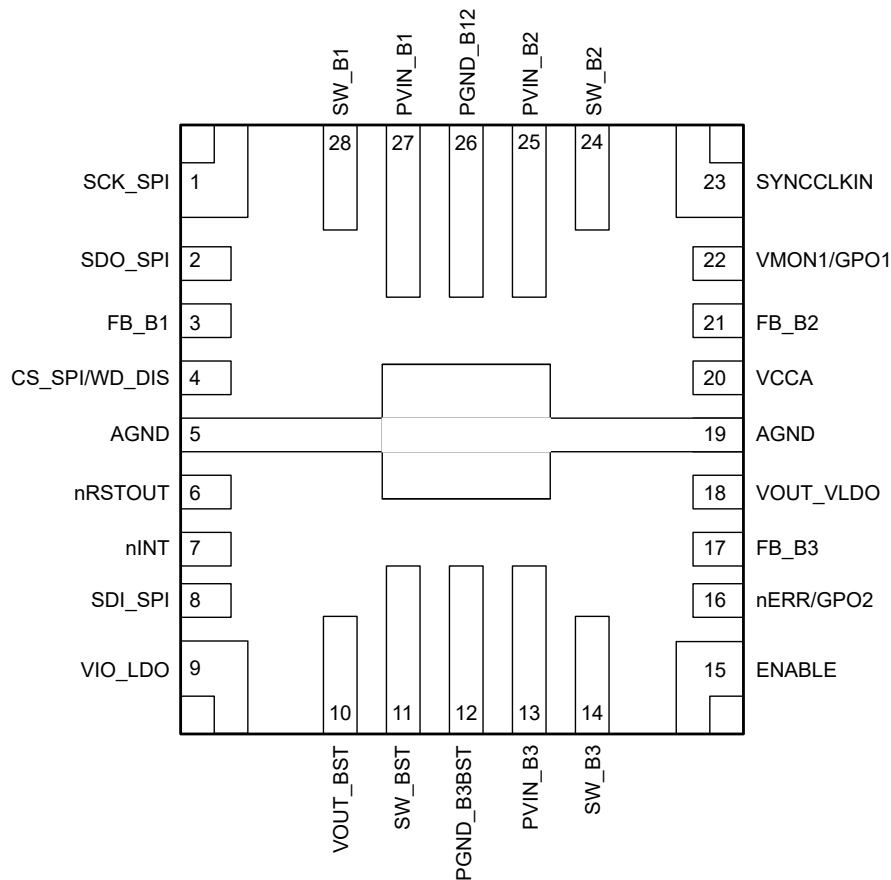 SW_B1
PVIN_B1
PGND_B12
PVIN_B2
SW_B2
28
27
26
25
24
SCK_SPI 1
23 SYNCCLKIN
SDO_SPI 2
22 VMON1/GPO1
FB_B1 3
21 FB_B2
CS_SPI/WD_DIS 4
20 VCCA
AGND 5
19 AGND
nRSTOUT 6
18 VOUT_VLDO
nINT 7
17 FB_B3
SDI_SPI 8
16 nERR/GPO2
VIO_LDO 9
15 ENABLE
10
11
12
13
14
VOUT_BST
SW_BST
PGND_B3BST
PVIN_B3
SW_B3